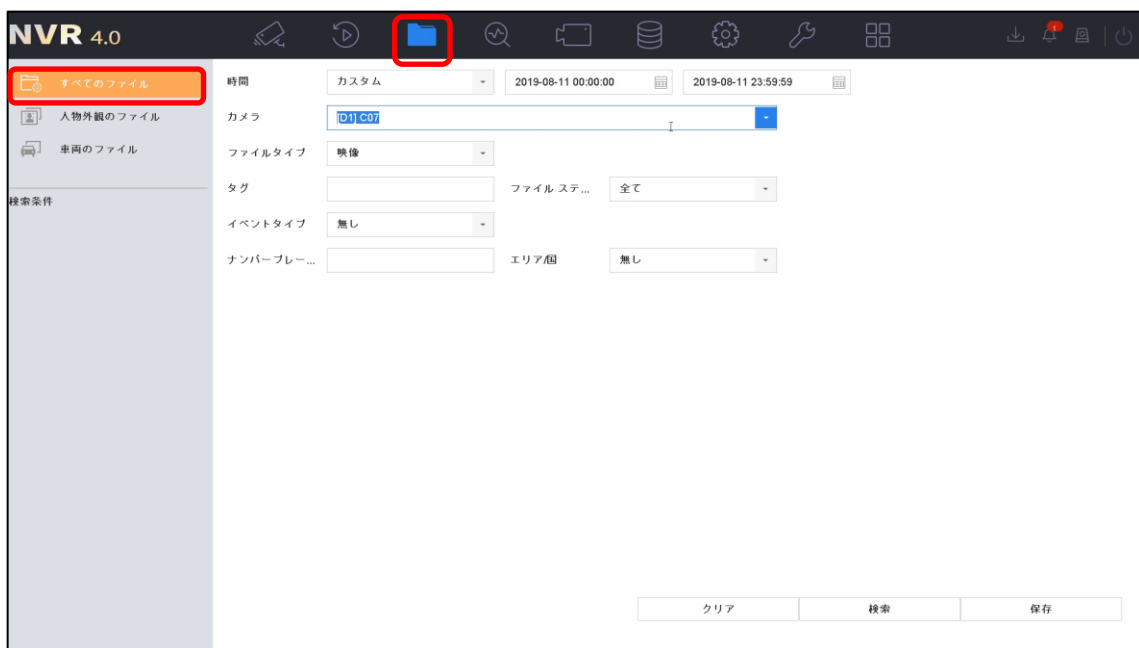 NVR 4.0
1
すべてのファイル
人物外観のファイル
車両のファイル
検索条件
時間 カスタム 2019-08-11 00:00:00 2019-08-11 23:59:59
カメラ [D1] C07
ファイルタイプ 映像
タグ ファイル ステ... 全て
イベントタイプ 無し
ナンバープレー... エリア/国 無し
クリア 検索 保存